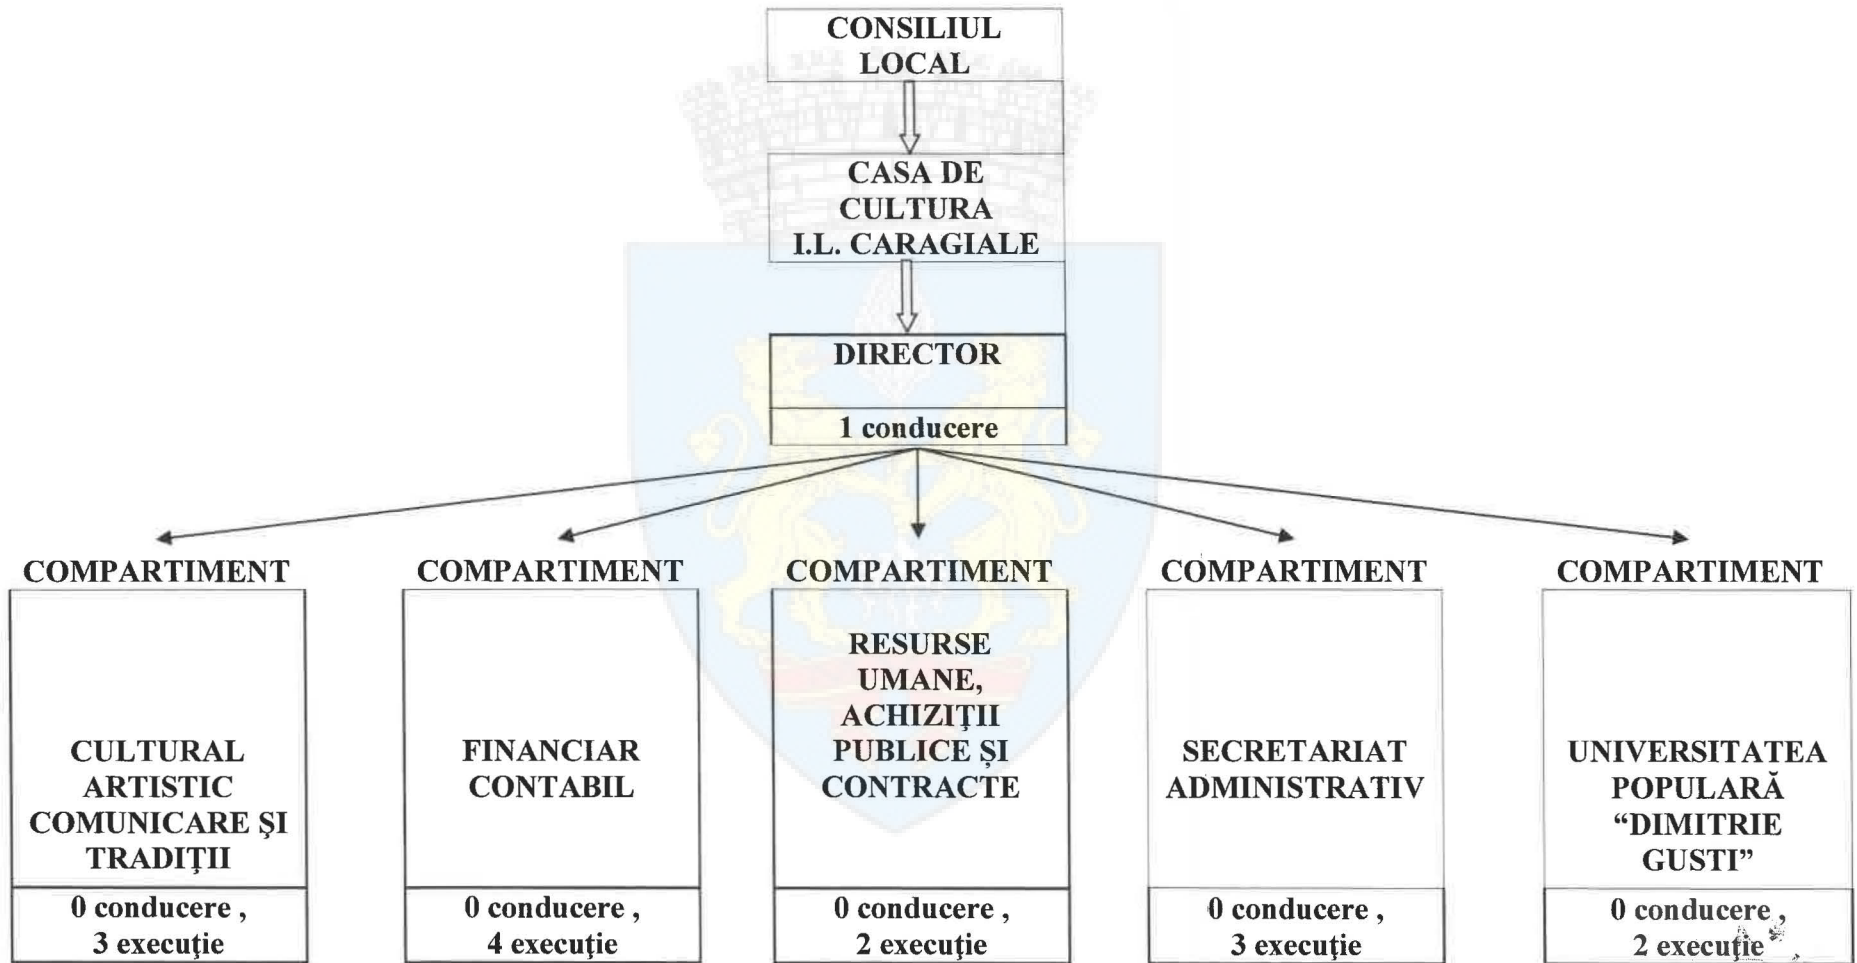 CONSILIUL
LOCAL
CASA DE
CULTURA
I.L. CARAGIALE
DIRECTOR
1 conducere
COMPARTIMENT
CULTURAL
ARTISTIC
COMUNICARE ŞI
TRADIŢII
0 conducere ,
3 execuţie
COMPARTIMENT
FINANCIAR
CONTABIL
0 conducere ,
4 execuţie
COMPARTIMENT
RESURSE
UMANE,
ACHIZIŢII
PUBLICE ȘI
CONTRACTE
0 conducere ,
2 execuţie
COMPARTIMENT
SECRETARIAT
ADMINISTRATIV
0 conducere ,
3 execuţie
COMPARTIMENT
UNIVERSITATEA
POPULARĂ
“DIMITRIE
GUSTI”
0 conducere ,
2 execuţie